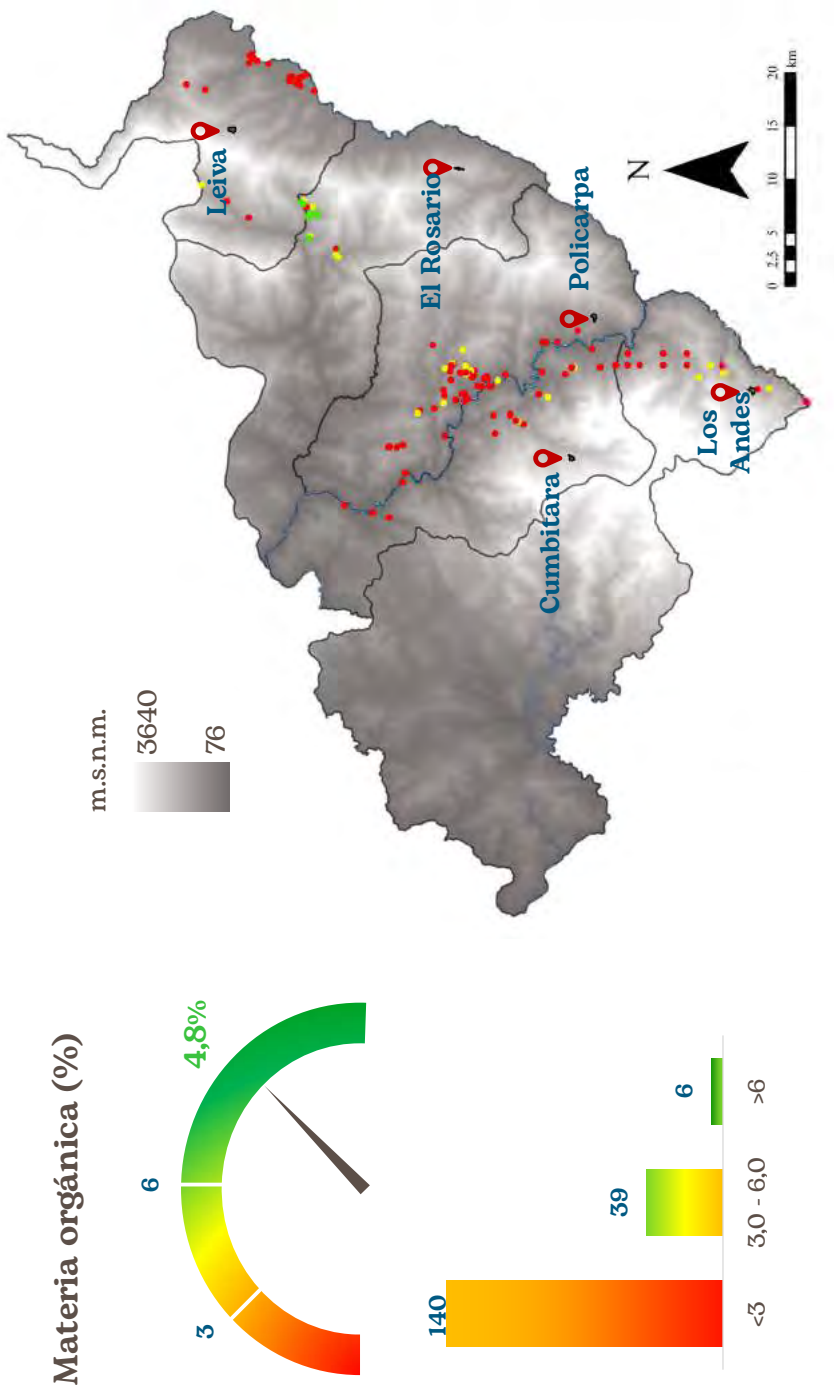 Materia orgánica (%)
3
6
4,8%
140
39
6
<3
3,0 - 6,0
>6
m.s.n.m.
3640
76
Leiva
El Rosario
Policarpa
Cumbitara
Los
Andes
N
0 2.5 5 10 15 20
km